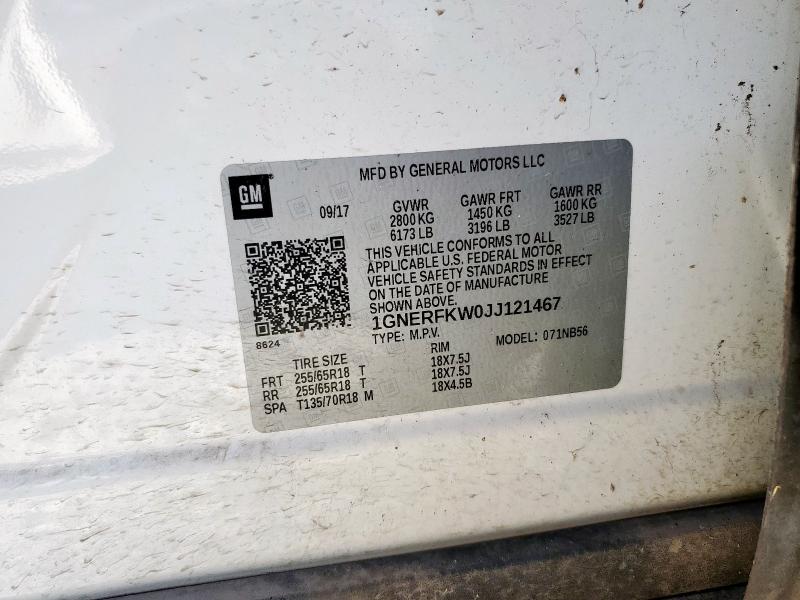 MFD BY GENERAL MOTORS LLC
GM
09/17 GVWR GAWR FRT GAWR RR
2800 KG 1450 KG 1600 KG
6173 LB 3196 LB 3527 LB
THIS VEHICLE CONFORMS TO ALL
APPLICABLE U.S. FEDERAL MOTOR
VEHICLE SAFETY STANDARDS IN EFFECT
ON THE DATE OF MANUFACTURE
SHOWN ABOVE.
1GNERFKW0JJ121467
8624
TYPE: M.P.V. MODEL: 071NB56
TIRE SIZE RIM
FRT 255/65R18 T 18X7.5J
RR 255/65R18 T 18X7.5J
SPA T135/70R18 M 18X4.5B